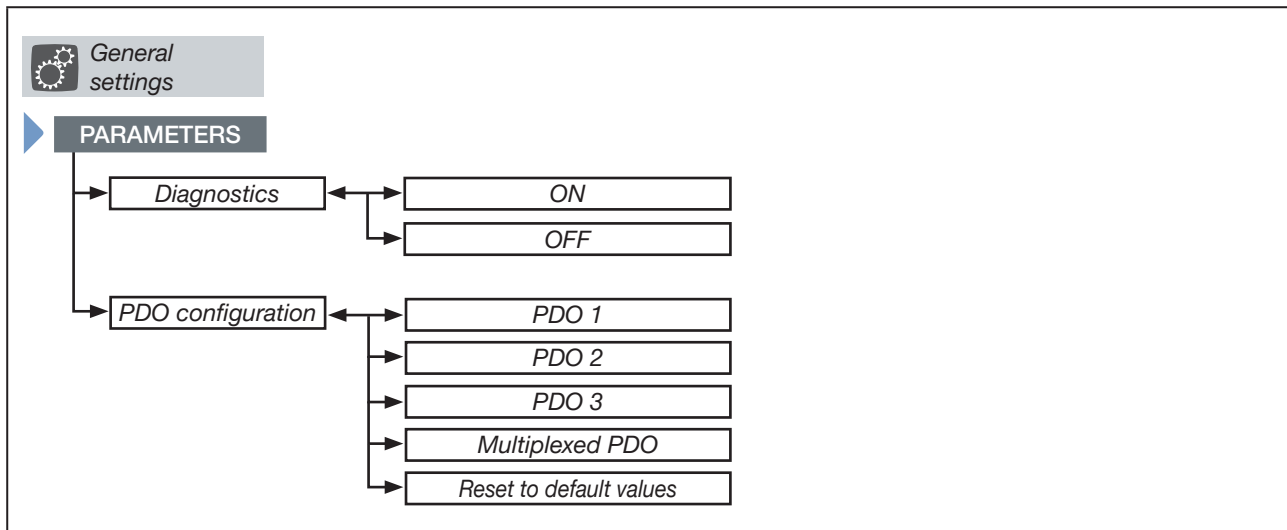 General
settings
PARAMETERS
Diagnostics
ON
OFF
PDO configuration
PDO 1
PDO 2
PDO 3
Multiplexed PDO
Reset to default values